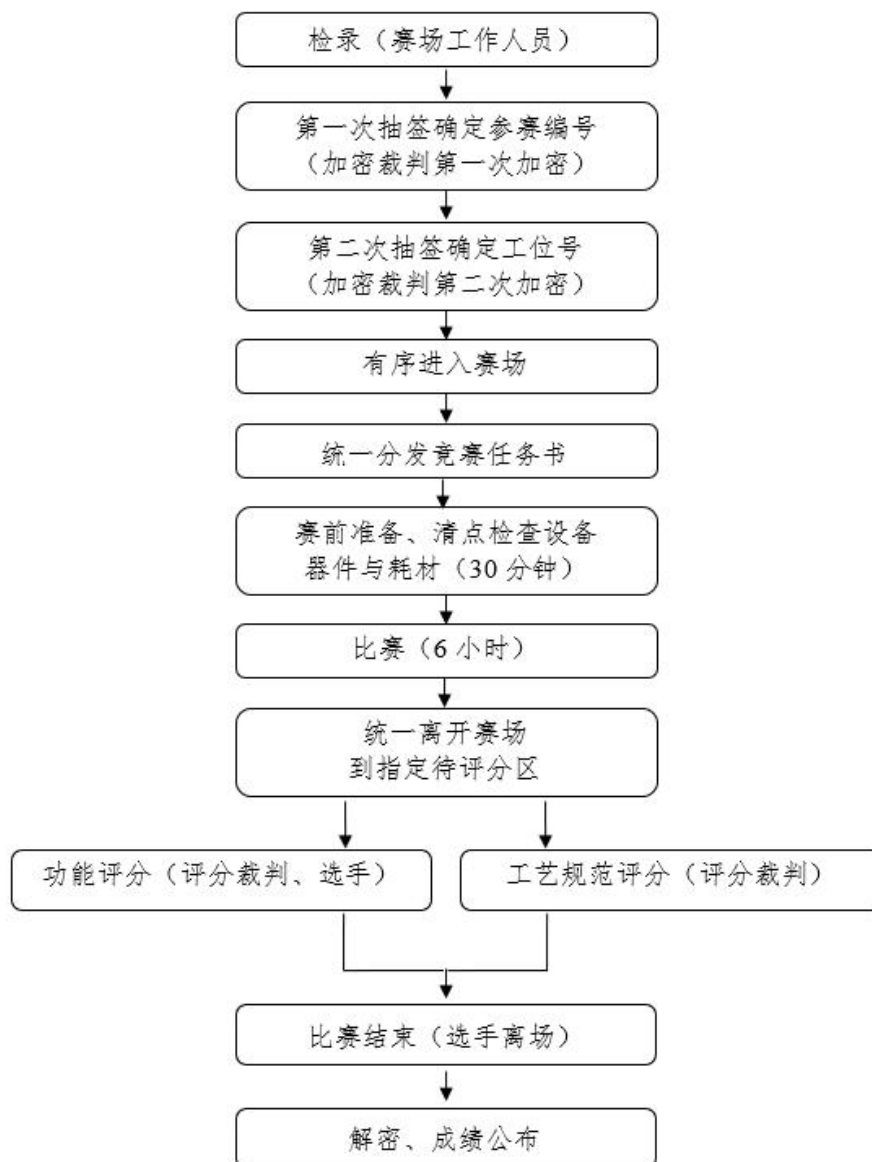 检录（赛场工作人员）
第一次抽签确定参赛编号
（加密裁判第一次加密）
第二次抽签确定工位号
（加密裁判第二次加密）
有序进入赛场
统一分发竞赛任务书
赛前准备、清点检查设备
器件与耗材（30 分钟）
比赛（6 小时）
统一离开赛场
到指定待评分区
功能评分（评分裁判、选手）
工艺规范评分（评分裁判）
比赛结束（选手离场）
解密、成绩公布